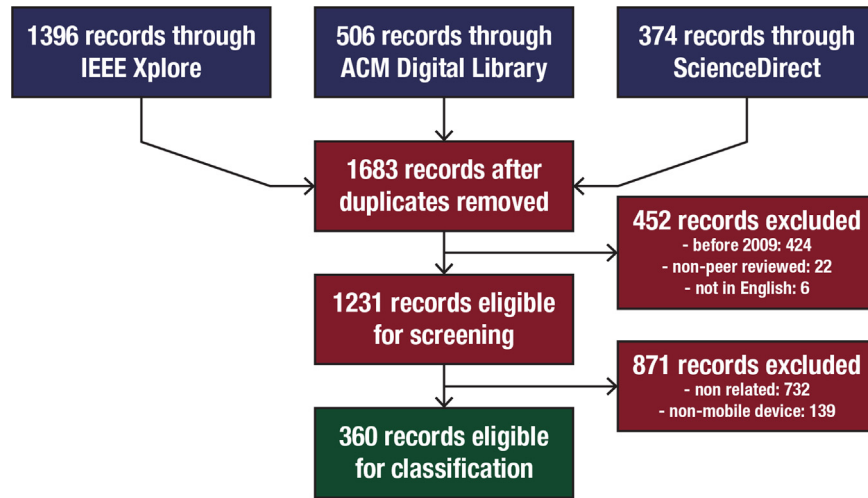 1396 records through
IEEE Xplore
506 records through
ACM Digital Library
374 records through
ScienceDirect
1683 records after
duplicates removed
452 records excluded
- before 2009: 424
- non-peer reviewed: 22
- not in English: 6
1231 records eligible
for screening
871 records excluded
- non related: 732
- non-mobile device: 139
360 records eligible
for classification